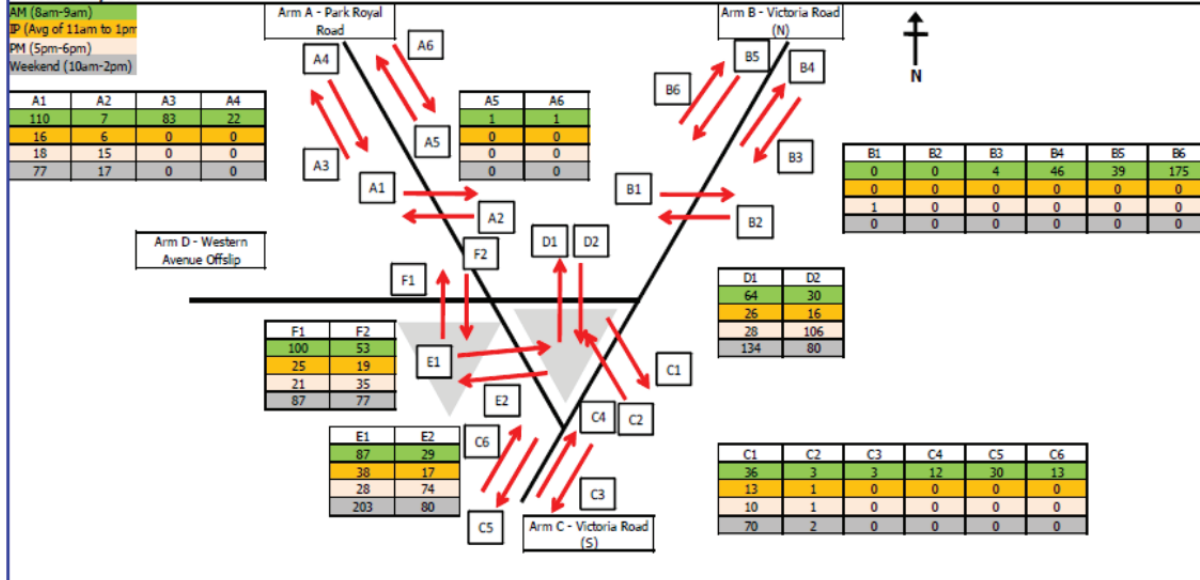 AM (8am-9am)
IP (Avg of 11am to 1pm
PM (5pm-6pm)
Weekend (10am-2pm)
Arm A - Park Royal
Road
Arm B - Victoria Road
(N)
N
A4
A6
A3
A5
A1
A2
B5
B4
B6
B3
B1
B2
A1 A2 A3 A4
110 7 83 22
16 6 0 0
18 15 0 0
77 17 0 0
A5 A6
1 1
0 0
0 0
0 0
B1 B2 B3 B4 B5 B6
0 0 4 46 39 175
0 0 0 0 0 0
1 0 0 0 0 0
0 0 0 0 0 0
Arm D - Western
Avenue Offslip
F2
D1
D2
F1
D1 D2
64 30
26 16
28 106
134 80
F1 F2
100 53
25 19
21 35
87 77
E1
C1
E2
C4
C2
C6
C3
C5
E1 E2
87 29
38 17
28 74
203 80
C1 C2 C3 C4 C5 C6
36 3 3 12 30 13
13 1 0 0 0 0
10 1 0 0 0 0
70 2 0 0 0 0
Arm C - Victoria Road
(S)